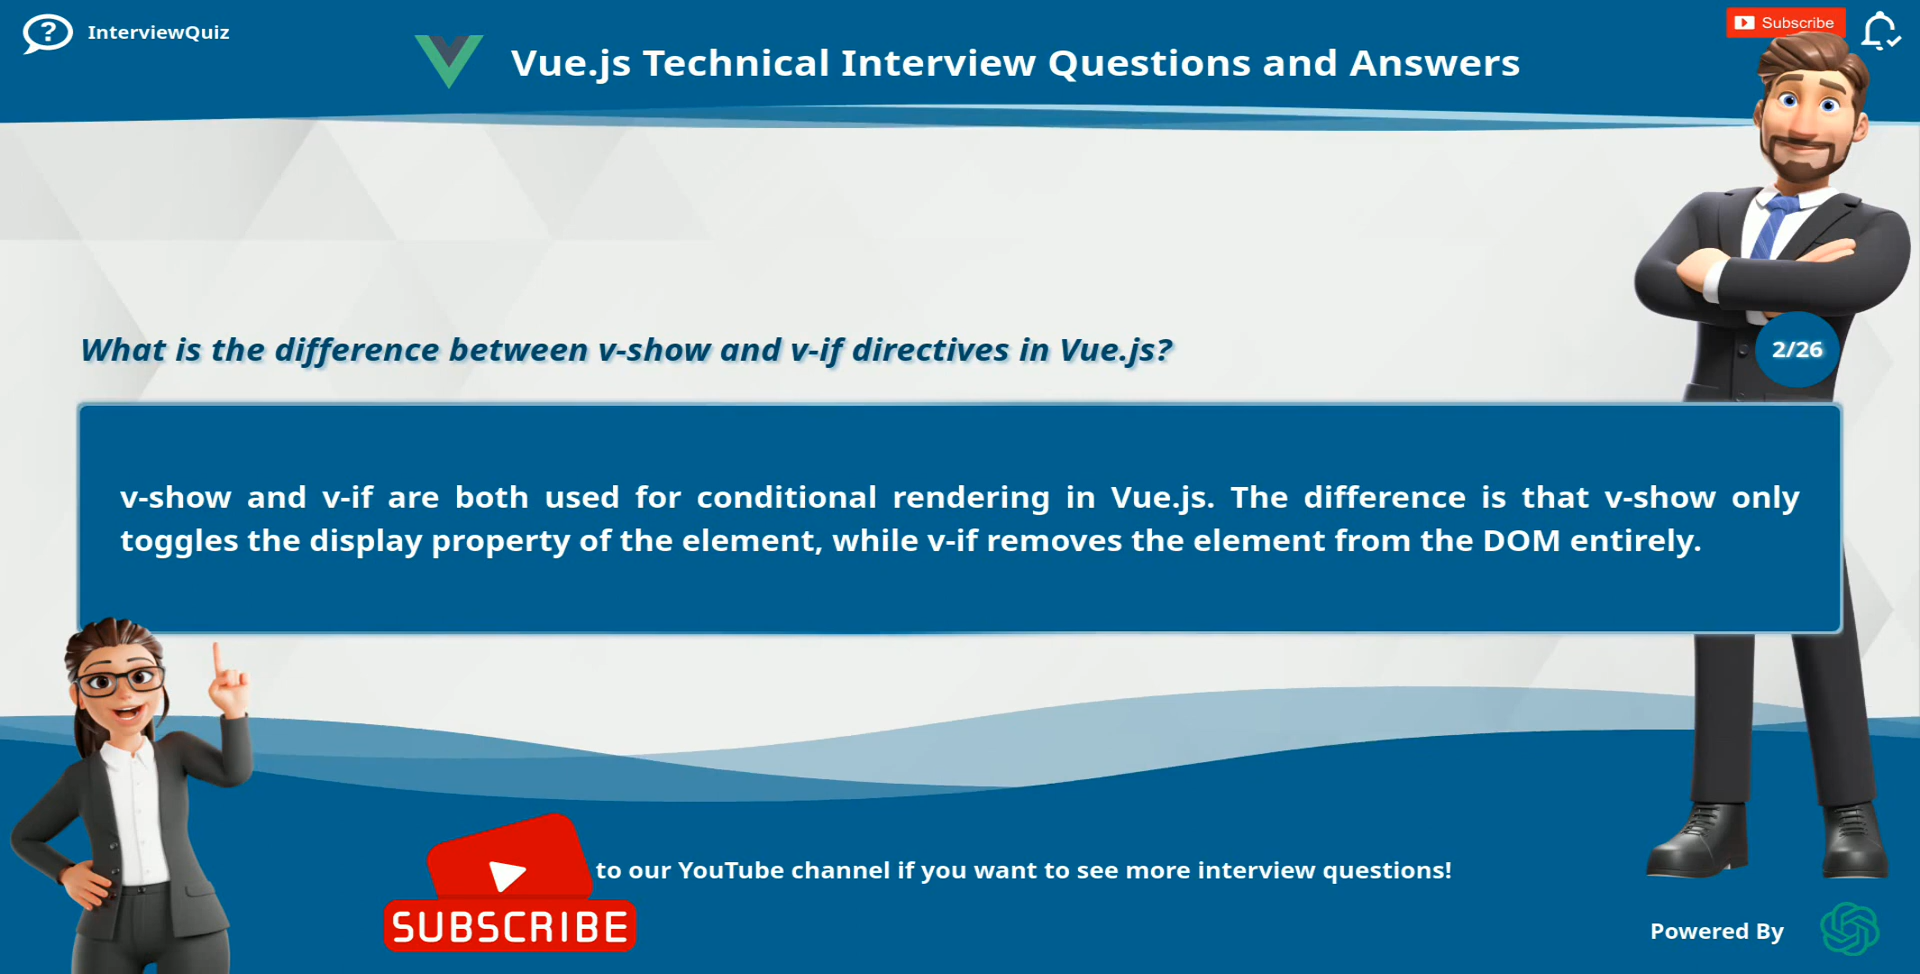 InterviewQuiz
Subscribe
Vue.js Technical Interview Questions and Answers
What is the difference between v-show and v-if directives in Vue.js?
2/26
v-show and v-if are both used for conditional rendering in Vue.js. The difference is that v-show only
toggles the display property of the element, while v-if removes the element from the DOM entirely.
to our YouTube channel if you want to see more interview questions!
SUBSCRIBE
Powered By